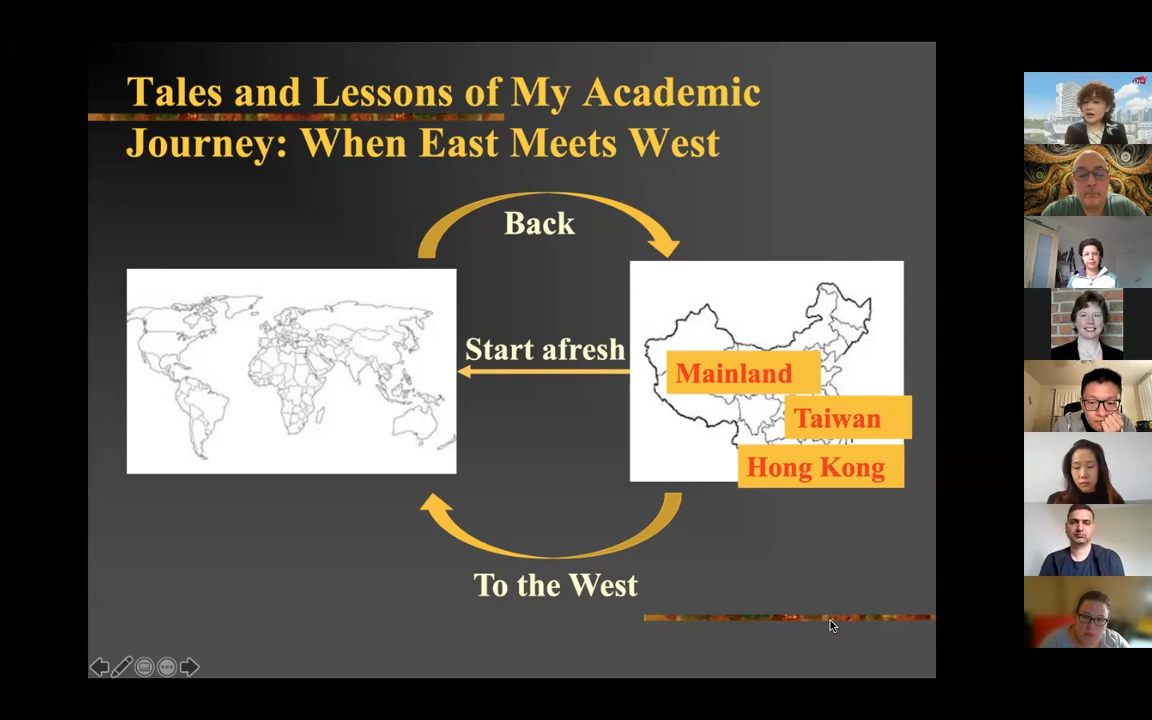 Tales and Lessons of My Academic
Journey: When East Meets West
Back
Start afresh
Mainland
Taiwan
Hong Kong
To the West